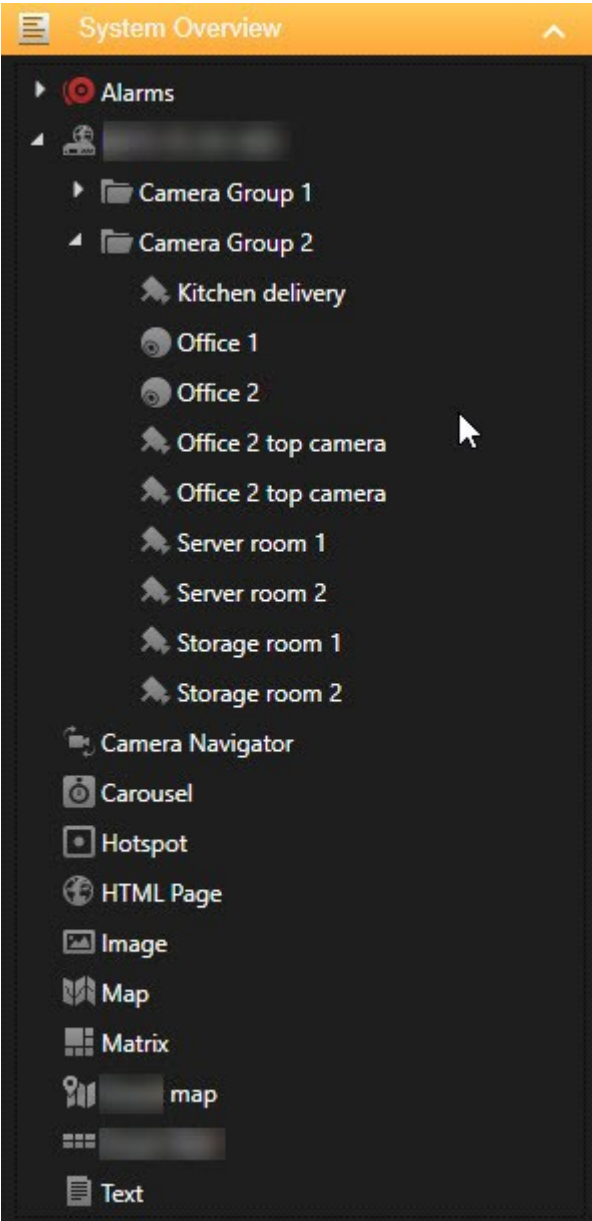 System Overview
Alarms
Camera Group 1
Camera Group 2
Kitchen delivery
Office 1
Office 2
Office 2 top camera
Office 2 top camera
Server room 1
Server room 2
Storage room 1
Storage room 2
Camera Navigator
Carousel
Hotspot
HTML Page
Image
Map
Matrix
map
Text